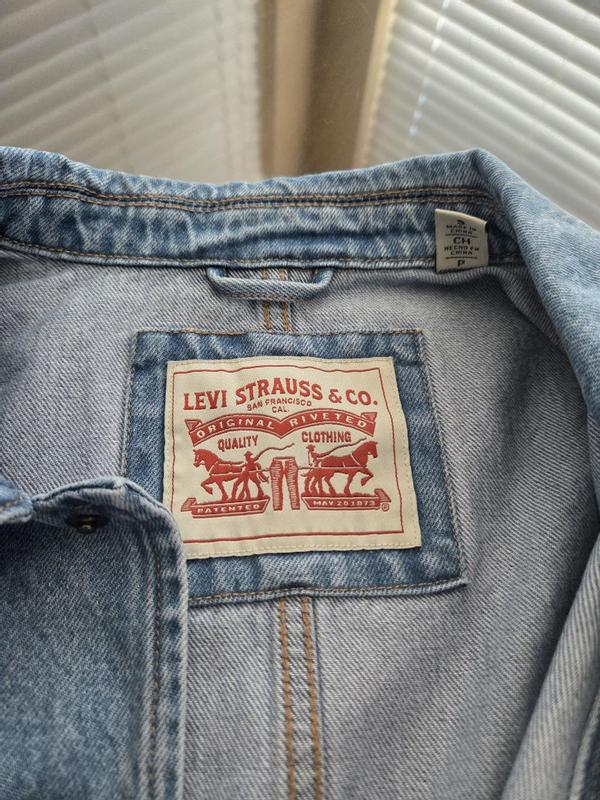 S
MADE IN
CHINA
CH
HECHO EN
CHINA
P
LEVI STRAUSS & CO.
SAN FRANCISCO
CAL.
ORIGINAL RIVETED
QUALITY CLOTHING
PATENTED MAY 20 1873
®